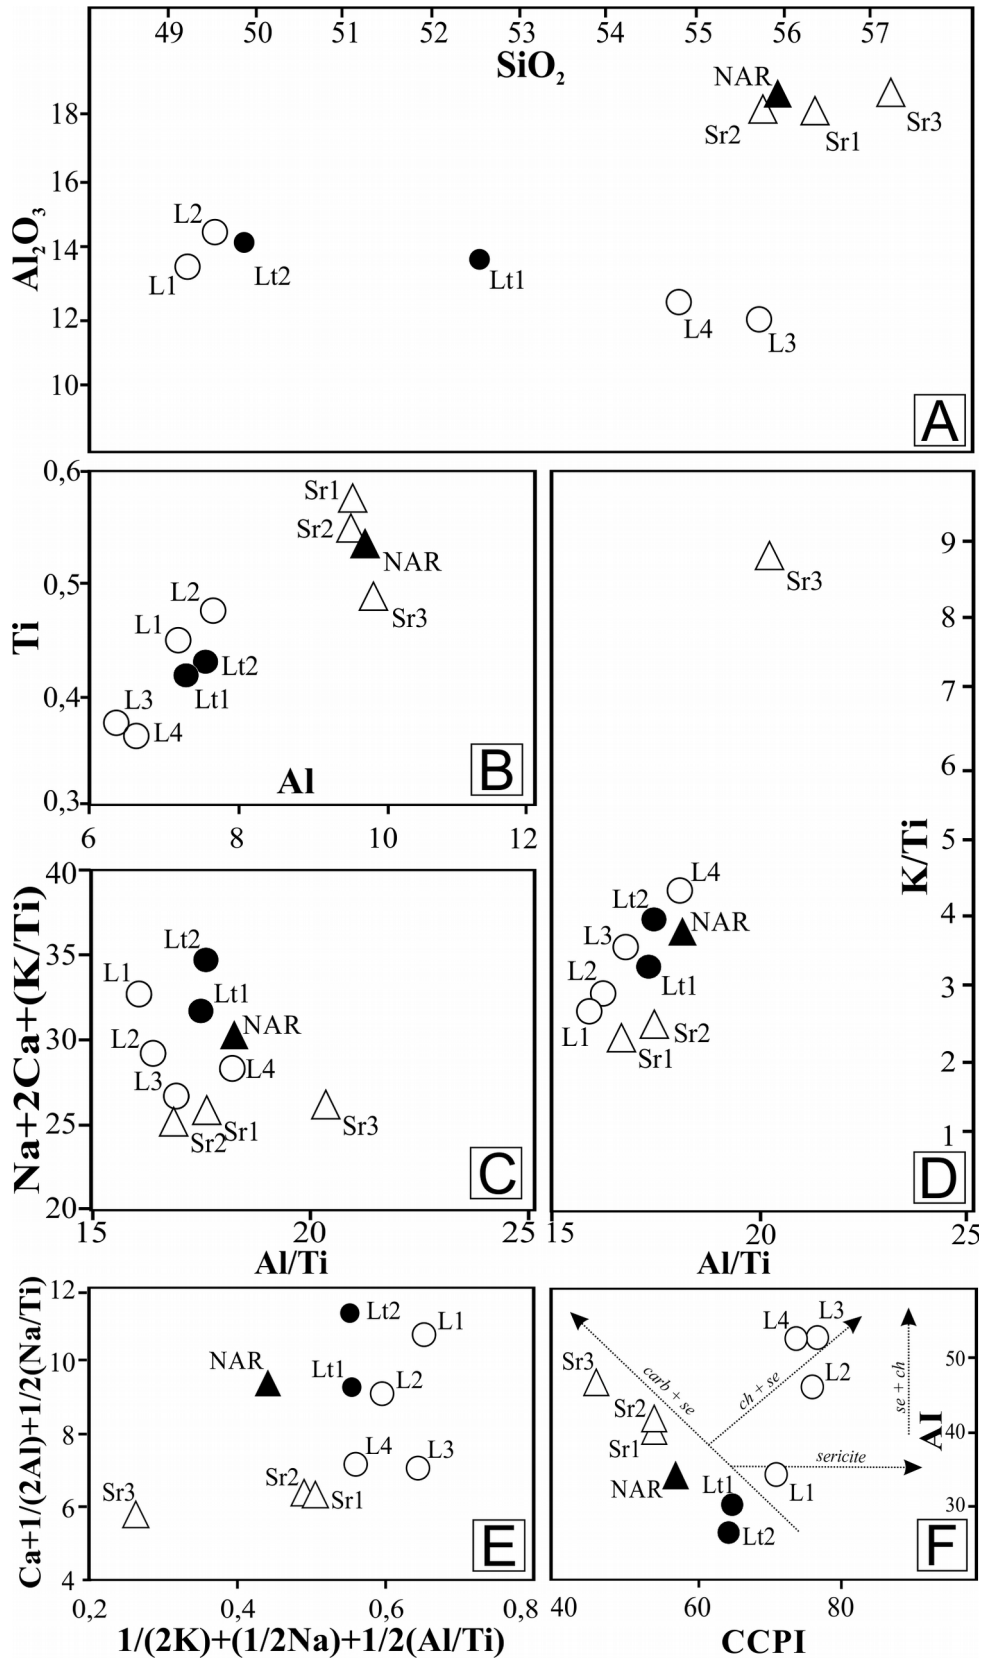 49 50 51 52 53 54 55 56 57
SiO₂
NAR
18
Sr2 Sr1 Sr3
16
Al₂O₃
L2
14
Lt2
L1
Lt1
12
L4
L3
10
A
0,6
Sr1
Sr2
NAR
0,5
Sr3
L2
L1
Ti
Lt2
Lt1
0,4
L3
L4
B
Al
0,3
6 8 10 12
9
Sr3
8
7
6
5
K/Ti
L4
Lt2
4
NAR
L3
Lt1
L2
3
L1
Sr2
Sr1
2
1
D
15 20 25
Al/Ti
40
Lt2
35
L1
Lt1
NAR
30
L2
L4
L3
25
Sr2 Sr1 Sr3
Na+2Ca+(K/Ti)
C
20
15 20 25
Al/Ti
12
Lt2
L1
10
NAR
Lt1
L2
8
L4
L3
Sr2
Sr1
Sr3
6
Ca+1/(2Al)+1/2(Na/Ti)
E
4
0,2 0,4 0,6 0,8
1/(2K)+(1/2Na)+1/2(Al/Ti)
L4 L3
Sr3
carb + se
ch + se
se + ch
50
L2
Sr2
Sr1
AI
40
sericite
NAR
L1
Lt1
30
Lt2
F
40 60 80
CCPI